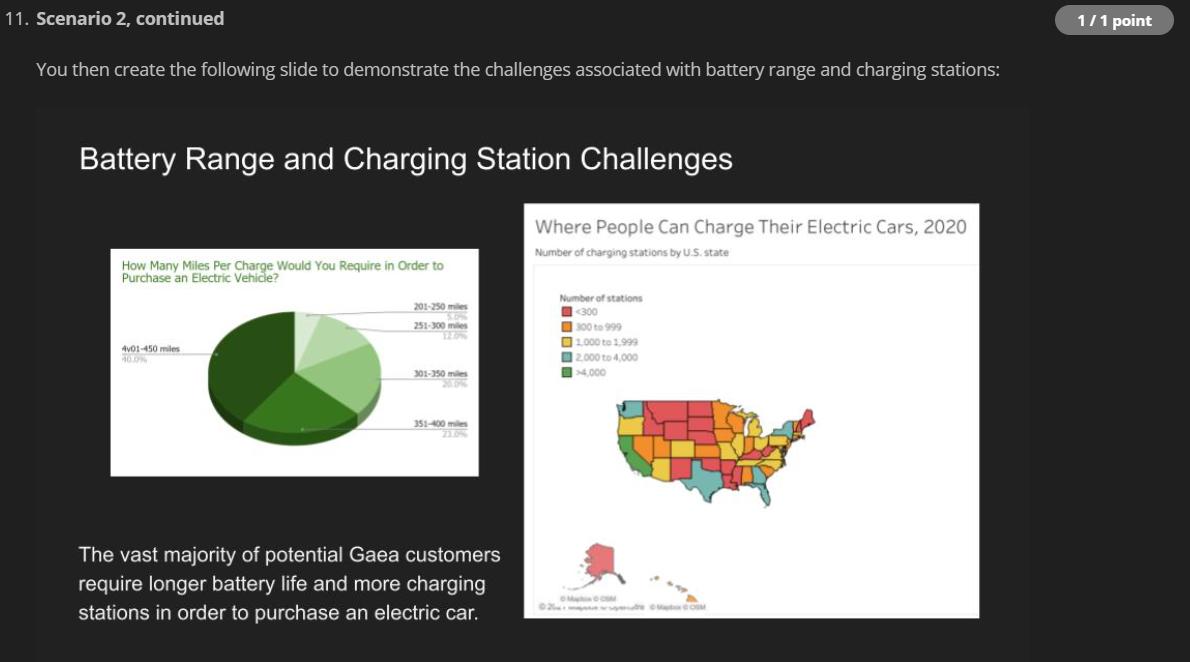 11. Scenario 2, continued
1 / 1 point
You then create the following slide to demonstrate the challenges associated with battery range and charging stations:
Battery Range and Charging Station Challenges
How Many Miles Per Charge Would You Require in Order to
Purchase an Electric Vehicle?
201-250 miles
5.0%
251-300 miles
12.0%
4v01-450 miles
40.0%
301-350 miles
20.0%
351-400 miles
23.0%
The vast majority of potential Gaea customers
require longer battery life and more charging
stations in order to purchase an electric car.
Where People Can Charge Their Electric Cars, 2020
Number of charging stations by U.S. state
Number of stations
<300
300 to 999
1,000 to 1,999
2,000 to 4,000
>4,000
© Mapbox © OSM
© Mapbox © OSM